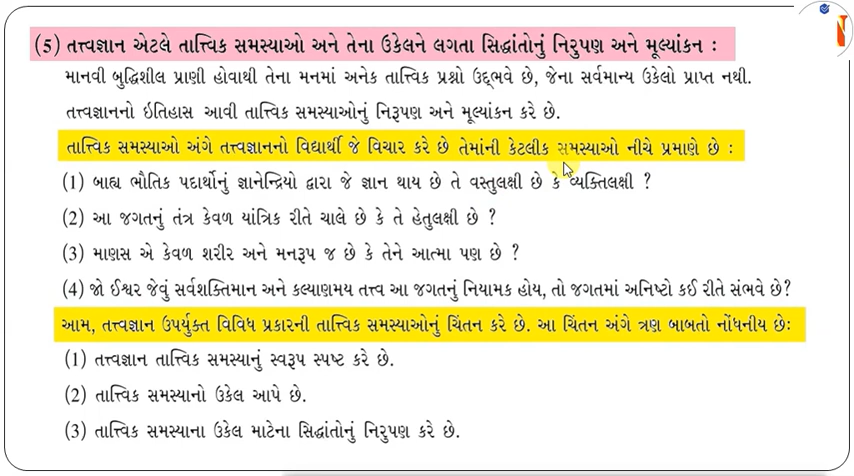 (5) તત્ત્વજ્ઞાન એટલે તાત્ત્વિક સમસ્યાઓ અને તેના ઉકેલને લગતા સિદ્ધાંતોનું નિરુપણ અને મૂલ્યાંકન :
માનવી બુદ્ધિશીલ પ્રાણી હોવાથી તેના મનમાં અનેક તાત્ત્વિક પ્રશ્નો ઉદ્ભવે છે, જેના સર્વમાન્ય ઉકેલો પ્રાપ્ત નથી.
તત્ત્વજ્ઞાનનો ઇતિહાસ આવી તાત્ત્વિક સમસ્યાઓનું નિરૂપણ અને મૂલ્યાંકન કરે છે.
તાત્ત્વિક સમસ્યાઓ અંગે તત્ત્વજ્ઞાનનો વિદ્યાર્થી જે વિચાર કરે છે તેમાંની કેટલીક સમસ્યાઓ નીચે પ્રમાણે છે :
(1) બાહ્ય ભૌતિક પદાર્થોનું જ્ઞાનેન્દ્રિયો દ્વારા જે જ્ઞાન થાય છે તે વસ્તુલક્ષી છે કે વ્યક્તિલક્ષી ?
(2) આ જગતનું તંત્ર કેવળ યાંત્રિક રીતે ચાલે છે કે તે હેતુલક્ષી છે ?
(3) માણસ એ કેવળ શરીર અને મનરૂપ જ છે કે તેને આત્મા પણ છે ?
(4) જો ઈશ્વર જેવું સર્વશક્તિમાન અને કલ્યાણમય તત્ત્વ આ જગતનું નિયામક હોય, તો જગતમાં અનિષ્ટો કઈ રીતે સંભવે છે?
આમ, તત્ત્વજ્ઞાન ઉપર્યુક્ત વિવિધ પ્રકારની તાત્ત્વિક સમસ્યાઓનું ચિંતન કરે છે. આ ચિંતન અંગે ત્રણ બાબતો નોંધનીય છેઃ
(1) તત્ત્વજ્ઞાન તાત્ત્વિક સમસ્યાનું સ્વરૂપ સ્પષ્ટ કરે છે.
(2) તાત્ત્વિક સમસ્યાનો ઉકેલ આપે છે.
(3) તાત્ત્વિક સમસ્યાના ઉકેલ માટેના સિદ્ધાંતોનું નિરુપણ કરે છે.